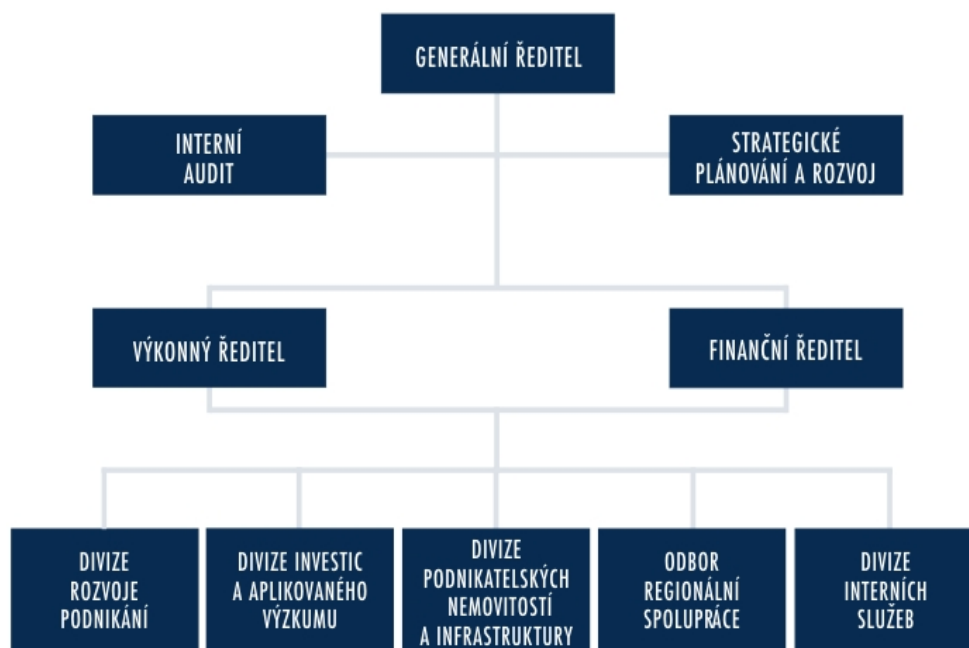 GENERÁLNÍ ŘEDITEL
INTERNÍ
AUDIT
STRATEGICKÉ
PLÁNOVÁNÍ A ROZVOJ
VÝKONNÝ ŘEDITEL
FINANČNÍ ŘEDITEL
DIVIZE
ROZVOJE
PODNIKÁNÍ
DIVIZE INVESTIC
A APLIKOVANÉHO
VÝZKUMU
DIVIZE
PODNIKATELSKÝCH
NEMOVITOSTÍ
A INFRASTRUKTURY
ODBOR
REGIONÁLNÍ
SPOLUPRÁCE
DIVIZE
INTERNÍCH
SLUŽEB